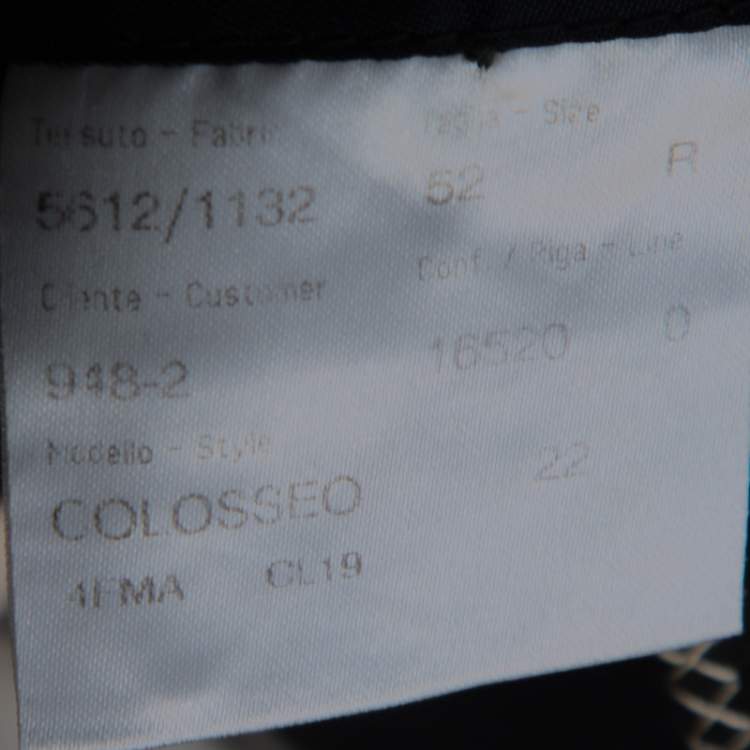 Tessuto - Fabric
5612/1132
Cliente - Customer
948-2
Modello - Style
COLOSSEO
4FMA CL19
Taglia - Size
52 R
Conf. / Riga - Line
16520 0
22